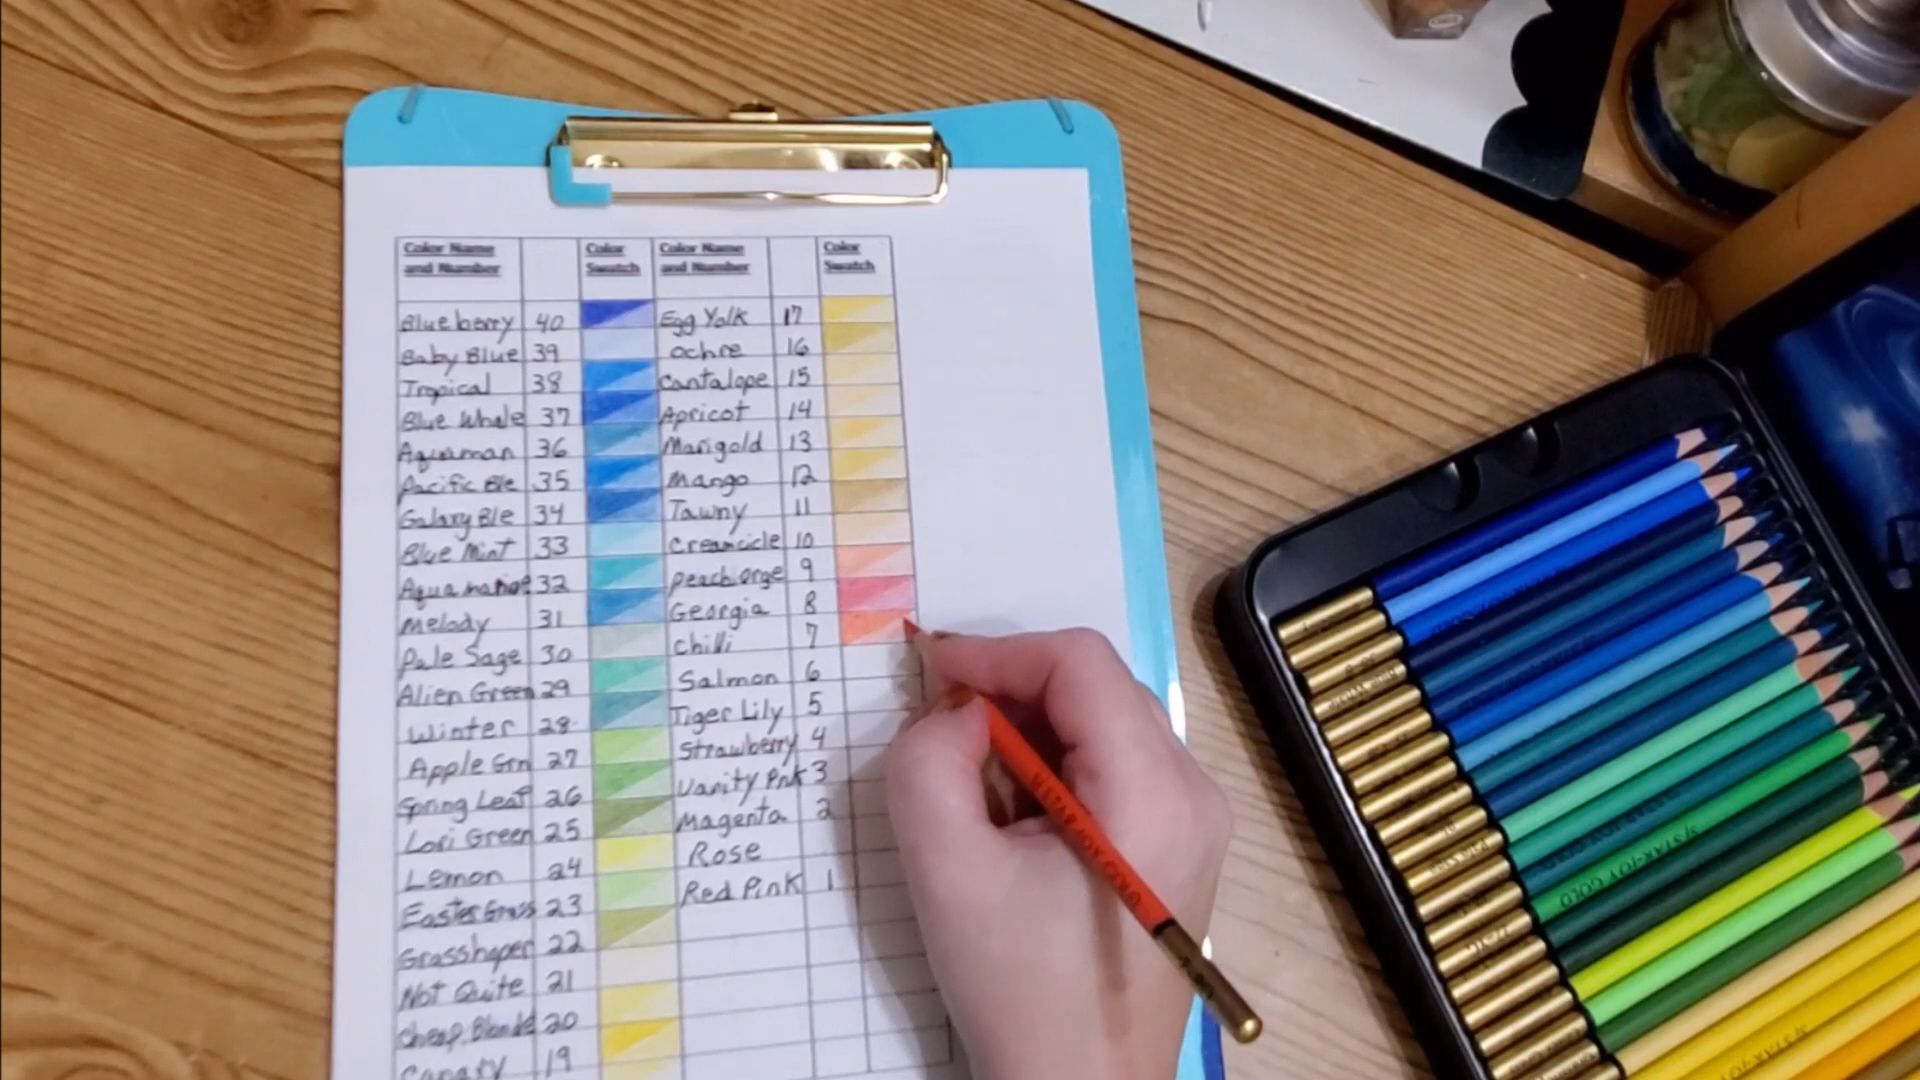 Color Name Color Color Name Color
and Number Swatch and Number Swatch
Blueberry 40 Egg Yolk 17
Baby Blue 39 ochre 16
Tropical 38 Cantalope 15
Blue Whale 37 Apricot 14
Aquaman 36 Marigold 13
Pacific Ble 35 Mango 12
Galaxy Ble 34 Tawny 11
Blue Mint 33 Creamcicle 10
32 peach orge 9
Melody 31 Georgia 8
Pale Sage 30 Chilli 7
Alien Green 29 Salmon 6
Winter 28 Tiger Lily 5
Apple Grn 27 Strawberry 4
Spring Leaf 26 Vanity Pnk 3
Lori Green 25 Magenta 2
Lemon 24 Rose
Easter Grass 23 Red Pink 1
Grasshoper 22
Not Quite 21
Cheap Blonde 20
Canary 19